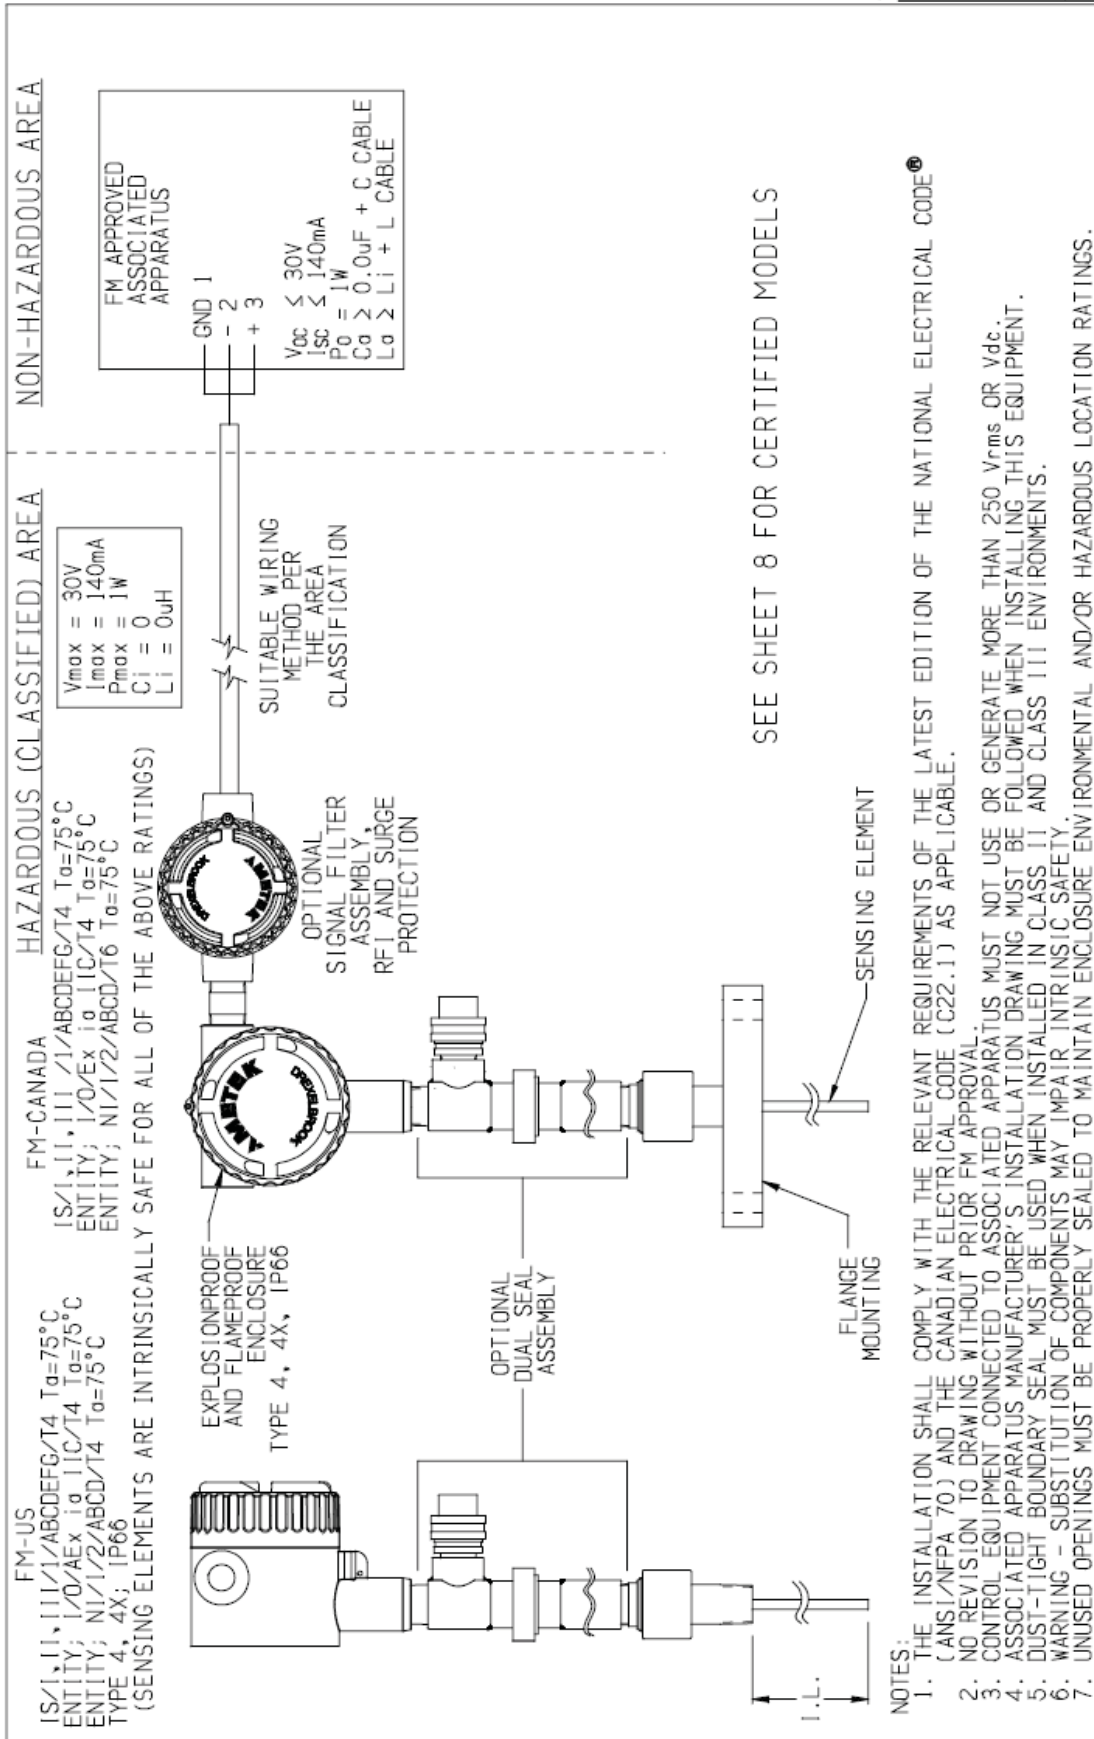 HAZARDOUS (CLASSIFIED) AREA
NON-HAZARDOUS AREA
FM-US
IS/I,II,III/1/ABCDEFG/T4 Ta=75°C
ENTITY; I/0/AEx ia IIC/T4 Ta=75°C
ENTITY; NI/1/2/ABCD/T4 Ta=75°C
TYPE 4, 4X; IP66
FM-CANADA
IS/I,II,III /1/ABCDEFG/T4 Ta=75°C
ENTITY; I/0/Ex ia IIC/T4 Ta=75°C
ENTITY; NI/1/2/ABCD/T6 Ta=75°C
(SENSING ELEMENTS ARE INTRINSICALLY SAFE FOR ALL OF THE ABOVE RATINGS)
Vmax = 30V
Imax = 140mA
Pmax = 1W
Ci = 0
Li = 0uH
FM APPROVED
ASSOCIATED
APPARATUS
GND 1
- 2
+ 3
Voc ≤ 30V
Isc ≤ 140mA
Po = 1W
Ca ≥ 0.0uF + C CABLE
La ≥ Li + L CABLE
EXPLOSIONPROOF
AND FLAMEPROOF
ENCLOSURE
TYPE 4, 4X, IP66
AMETEK
DREXELBROOK
DREXELBROOK
AMETEK
OPTIONAL
SIGNAL FILTER
ASSEMBLY,
RFI AND SURGE
PROTECTION
SUITABLE WIRING
METHOD PER
THE AREA
CLASSIFICATION
OPTIONAL
DUAL SEAL
ASSEMBLY
FLANGE
MOUNTING
SENSING ELEMENT
I.L.
SEE SHEET 8 FOR CERTIFIED MODELS
NOTES:
1. THE INSTALLATION SHALL COMPLY WITH THE RELEVANT REQUIREMENTS OF THE LATEST EDITION OF THE NATIONAL ELECTRICAL CODE®
(ANSI/NFPA 70) AND THE CANADIAN ELECTRICAL CODE (C22.1) AS APPLICABLE.
2. NO REVISION TO DRAWING WITHOUT PRIOR FM APPROVAL.
3. CONTROL EQUIPMENT CONNECTED TO ASSOCIATED APPARATUS MUST NOT USE OR GENERATE MORE THAN 250 Vrms OR Vdc.
4. ASSOCIATED APPARATUS MANUFACTURER'S INSTALLATION DRAWING MUST BE FOLLOWED WHEN INSTALLING THIS EQUIPMENT.
5. DUST-TIGHT BOUNDARY SEAL MUST BE USED WHEN INSTALLED IN CLASS II AND CLASS III ENVIRONMENTS.
6. WARNING - SUBSTITUTION OF COMPONENTS MAY IMPAIR INTRINSIC SAFETY.
7. UNUSED OPENINGS MUST BE PROPERLY SEALED TO MAINTAIN ENCLOSURE ENVIRONMENTAL AND/OR HAZARDOUS LOCATION RATINGS.